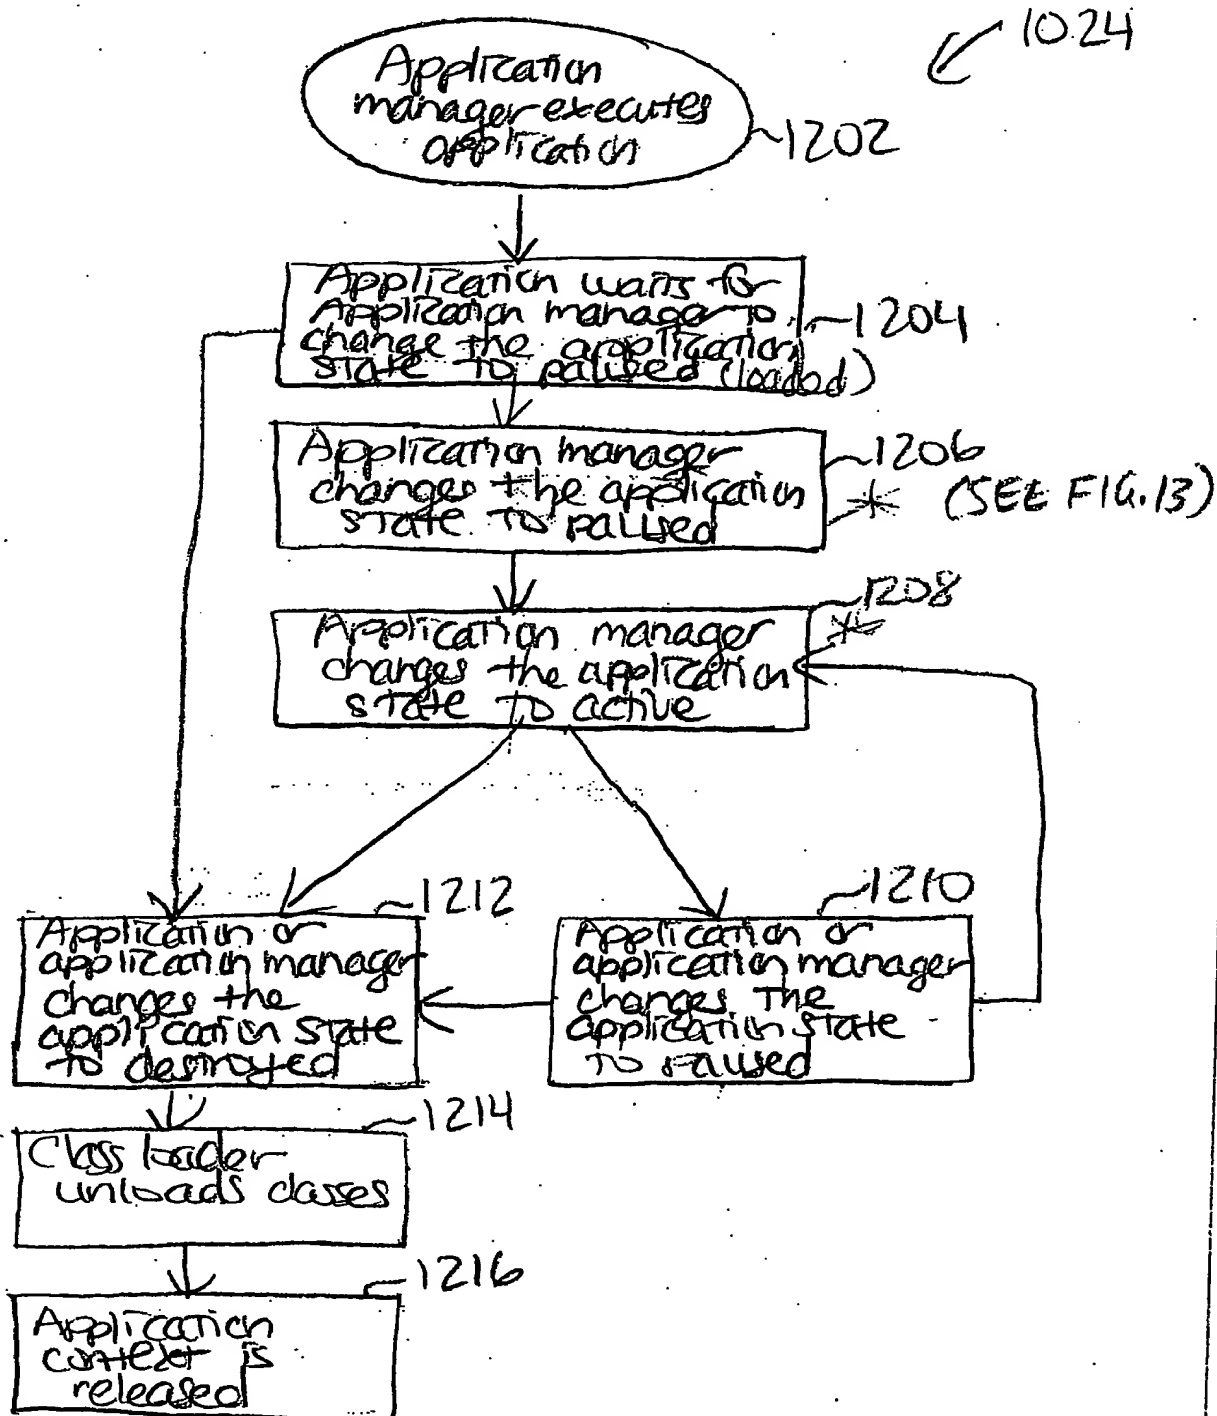 1024
Application
manager executes
application
1202
Application waits for
Application manager to
change the application
state to paused (loaded)
1204
Application manager
changes the application
state to paused
1206
* (SEE FIG. 13)
Application manager
changes the application
state to active
1208
*
1212
Application or
application manager
changes the
application state
to destroyed
1210
Application or
application manager
changes the
application state
to paused
1214
Class loader
unloads classes
1216
Application
context is
released